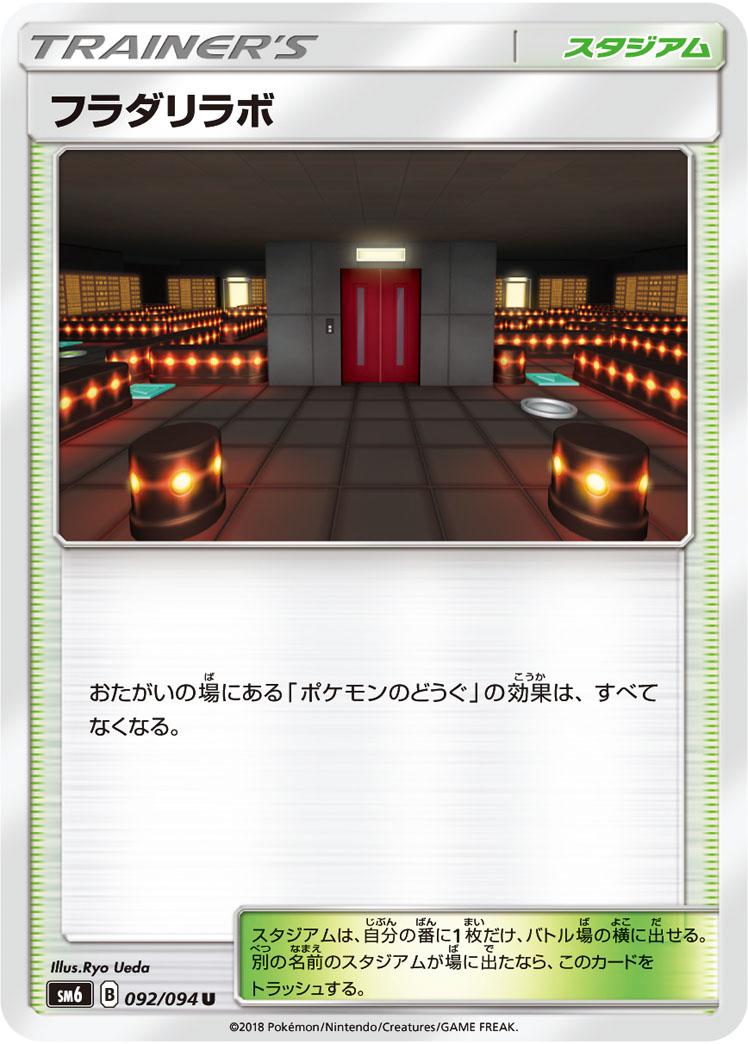 TRAINER'S スタジアム
フラダリラボ
おたがいの場にある「ポケモンのどうぐ」の効果は、すべて
なくなる。
スタジアムは、自分の番に1枚だけ、バトル場の横に出せる。
別の名前のスタジアムが場に出たなら、このカードを
トラッシュする。
Illus.Ryo Ueda
SM6 B 092/094 U
©2018 Pokémon/Nintendo/Creatures/GAME FREAK.